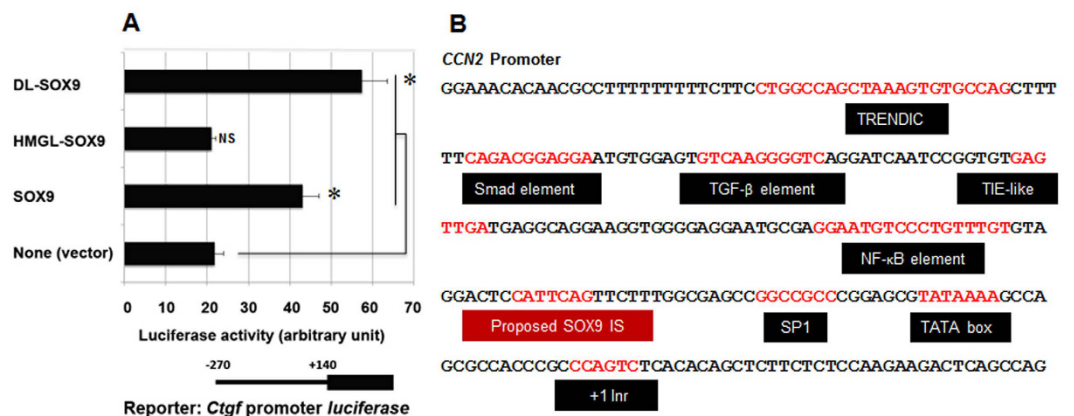 A
DL-SOX9
*
HMGL-SOX9
NS
SOX9
*
None (vector)
0 10 20 30 40 50 60 70
Luciferase activity (arbitrary unit)
-270 +140
Reporter: Ctgf promoter luciferase
B
CCN2 Promoter
GGAAACACAACGCCTTTTTTTTTCTTCCTGGCCAGCTAAAGTGTGCCAGCTTT
TRENDIC
TTCAGACGGAGGAATGTGGAGTGTCAAGGGGTCAGGATCAATCCGGTGTGAG
Smad element TGF-β element TIE-like
TTGATGAGGCAGGAAGGTGGGGAGGAATGCGAGGAATGTCCCTGTTTGTGTA
NF-κB element
GGACTCCATTCAGTTCTTTGGCGAGCCGGCCGCCCGGAGCGTATAAAAGCCA
Proposed SOX9 IS SP1 TATA box
GCGCCACCCGCCCAGTCTCACACAGCTCTTCTCTCCAAGAAGACTCAGCCAG
+1 Inr